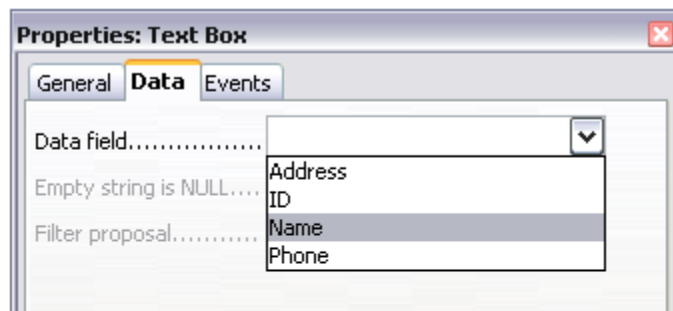 Properties: Text Box
General Data Events
Data field.................
Address
Empty string is NULL....
ID
Filter proposal...........
Name
Phone